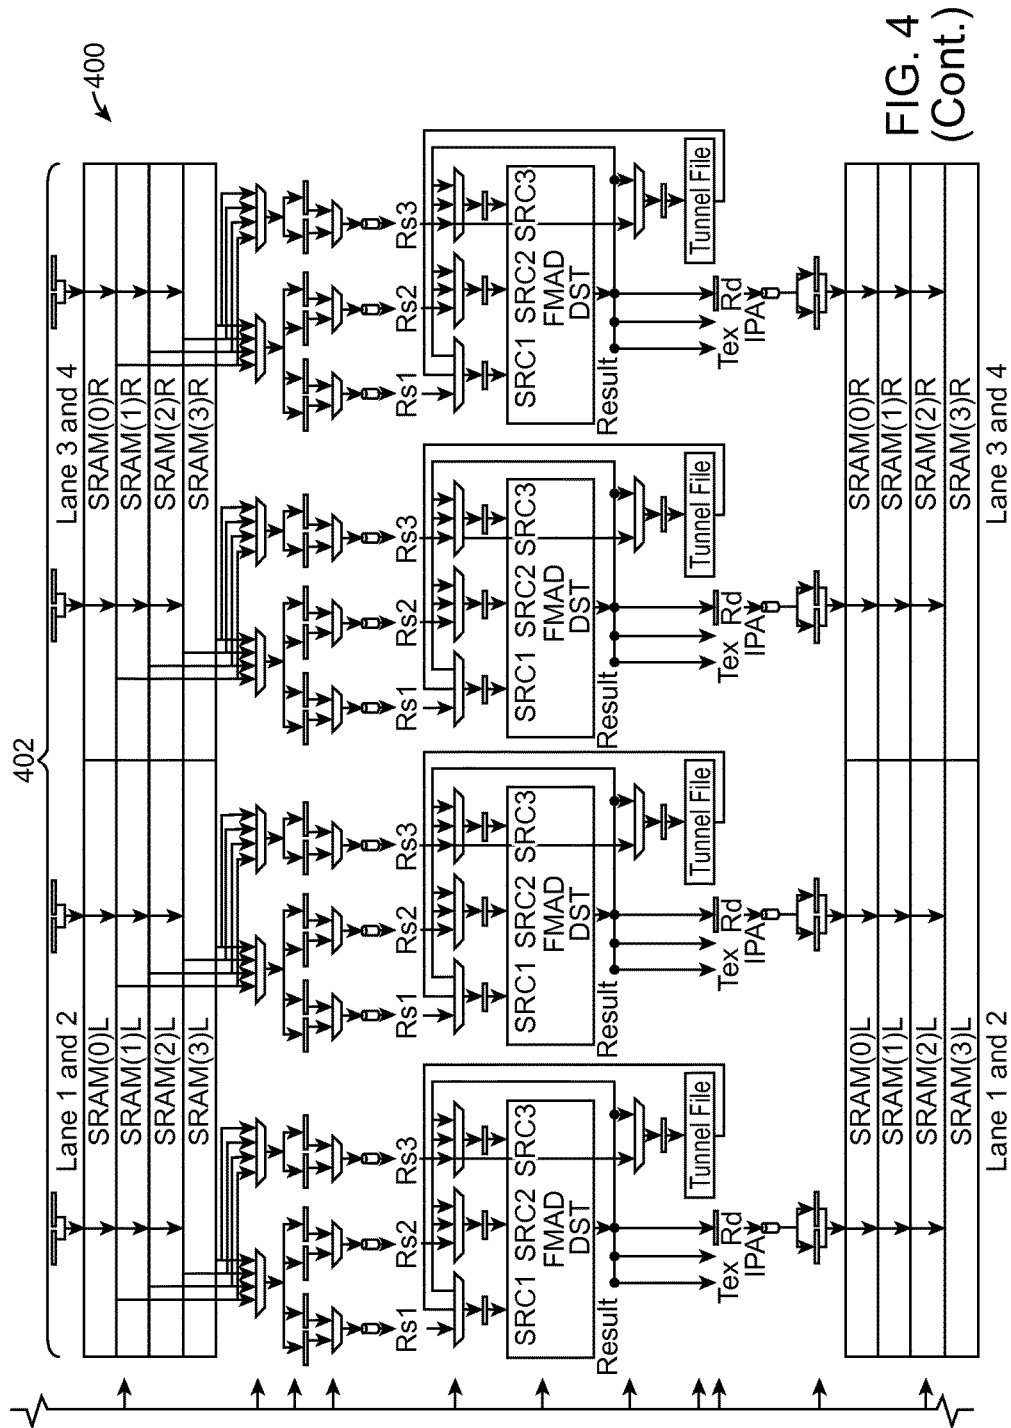 FIG. 4
(Cont.)
400
402
Lane 1 and 2
Lane 3 and 4
SRAM(0)L
SRAM(0)R
SRAM(1)L
SRAM(1)R
SRAM(2)L
SRAM(2)R
SRAM(3)L
SRAM(3)R
Rs1
Rs2
Rs3
Rs1
Rs2
Rs3
Rs1
Rs2
Rs3
Rs1
Rs2
Rs3
SRC1 SRC2 SRC3
FMAD
DST
SRC1 SRC2 SRC3
FMAD
DST
SRC1 SRC2 SRC3
FMAD
DST
SRC1 SRC2 SRC3
FMAD
DST
Result
Result
Result
Result
Tunnel File
Tunnel File
Tunnel File
Tunnel File
Tex
Rd
IPA
Tex
Rd
IPA
Tex
Rd
IPA
Tex
Rd
IPA
SRAM(0)L
SRAM(0)R
SRAM(1)L
SRAM(1)R
SRAM(2)L
SRAM(2)R
SRAM(3)L
SRAM(3)R
Lane 1 and 2
Lane 3 and 4